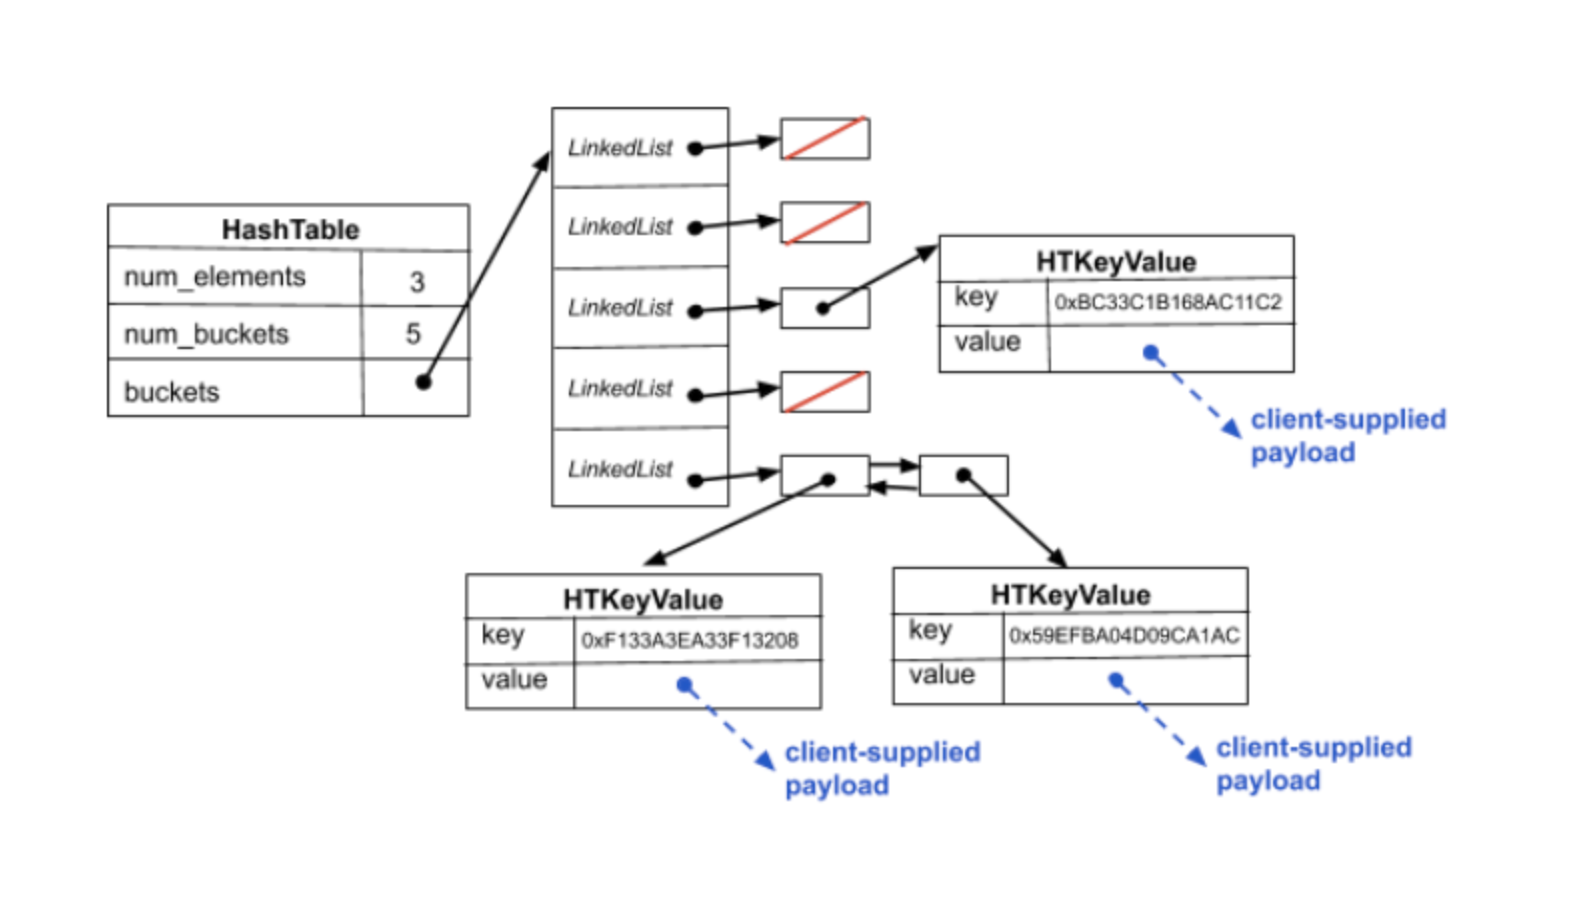 HashTable
num_elements 3
num_buckets 5
buckets
LinkedList
LinkedList
LinkedList
LinkedList
LinkedList
HTKeyValue
key 0xBC33C1B168AC11C2
value
client-supplied
payload
HTKeyValue
key 0xF133A3EA33F13208
value
client-supplied
payload
HTKeyValue
key 0x59EFBA04D09CA1AC
value
client-supplied
payload